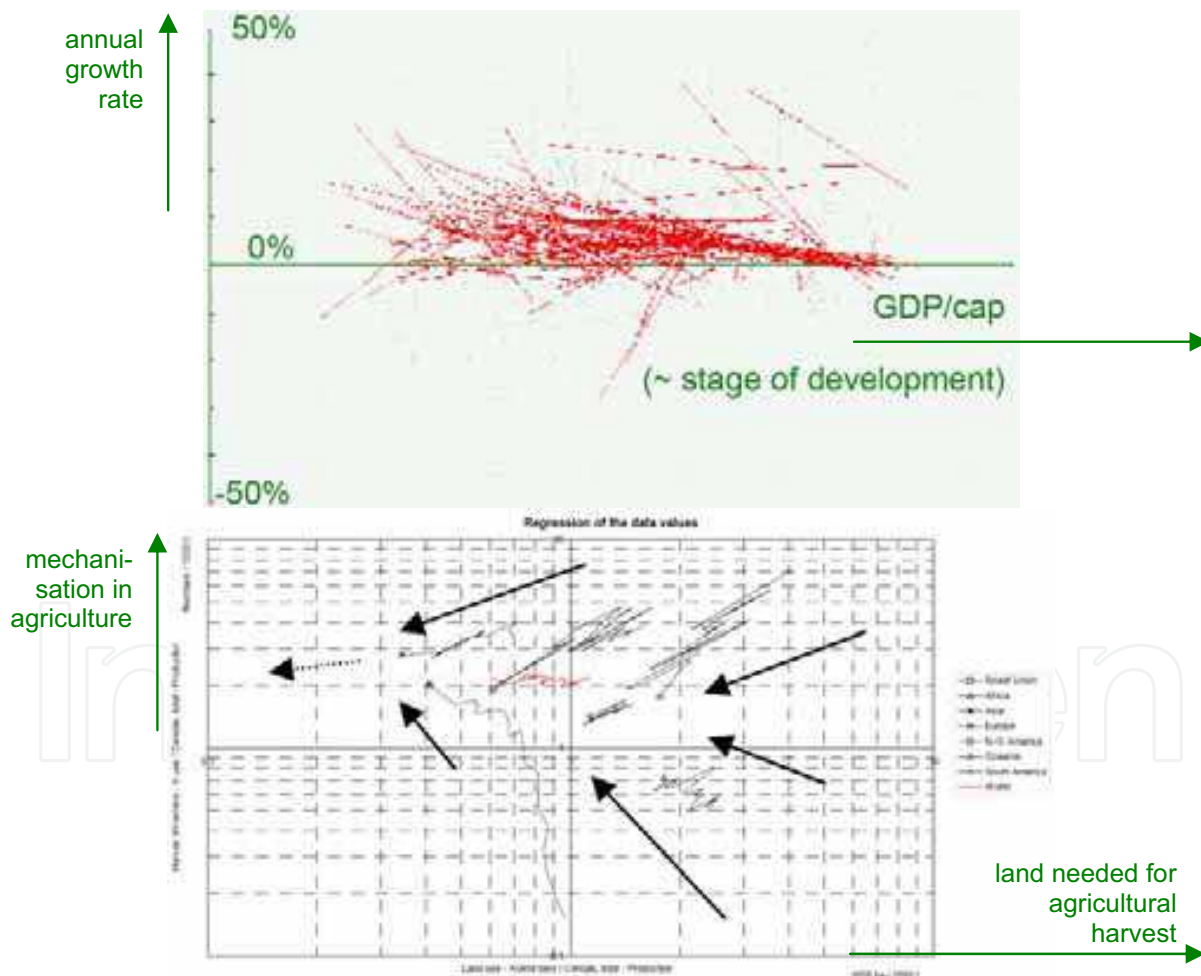 annual
growth
rate
50%
0%
GDP/cap
(~ stage of development)
-50%
Regression of the data values
mechani-
sation in
agriculture
Soviet Union
Africa
Asia
Europe
N-C America
Oceania
South America
World
land needed for
agricultural
harvest